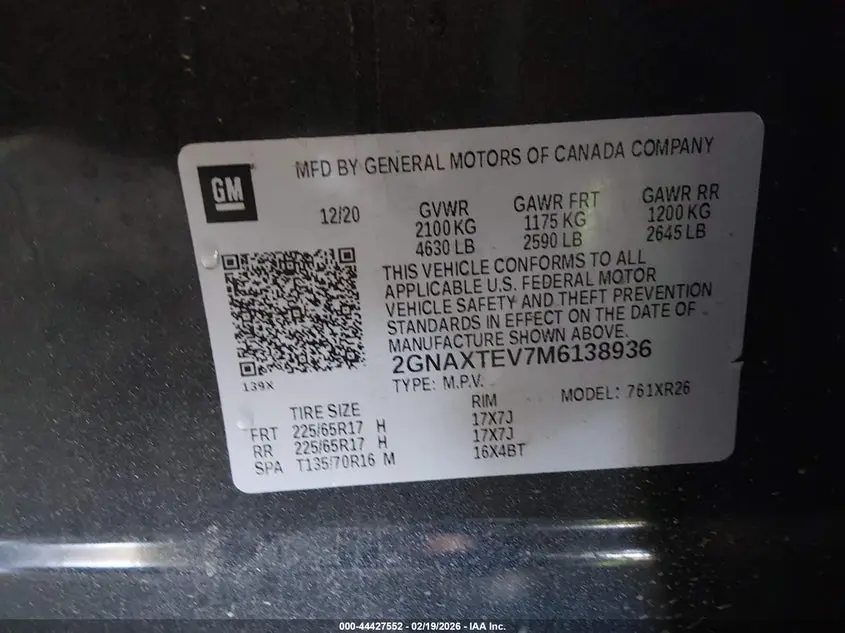 MFD BY GENERAL MOTORS OF CANADA COMPANY
GM
12/20
GVWR GAWR FRT GAWR RR
2100 KG 1175 KG 1200 KG
4630 LB 2590 LB 2645 LB
THIS VEHICLE CONFORMS TO ALL
APPLICABLE U.S. FEDERAL MOTOR
VEHICLE SAFETY AND THEFT PREVENTION
STANDARDS IN EFFECT ON THE DATE OF
MANUFACTURE SHOWN ABOVE.
2GNAXTEV7M6138936
139X
TYPE: M.P.V. MODEL: 761XR26
TIRE SIZE RIM
FRT 225/65R17 H 17X7J
RR 225/65R17 H 17X7J
SPA T135/70R16 M 16X4BT
000-44427552 - 02/19/2026 - IAA Inc.